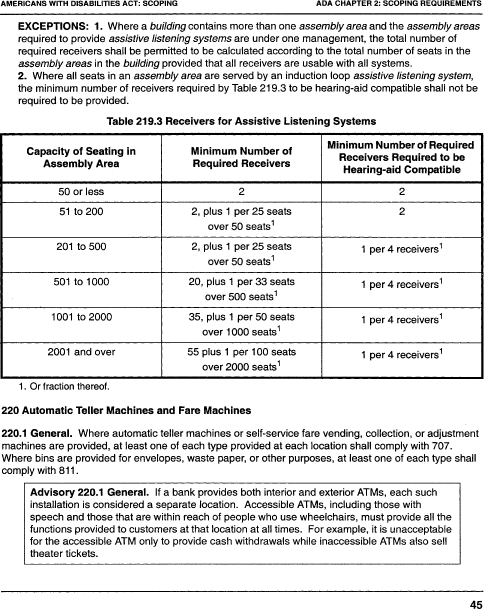 AMERICANS WITH DISABILITIES ACT: SCOPING ADA CHAPTER 2: SCOPING REQUIREMENTS
EXCEPTIONS: 1. Where a building contains more than one assembly area and the assembly areas
required to provide assistive listening systems are under one management, the total number of
required receivers shall be permitted to be calculated according to the total number of seats in the
assembly areas in the building provided that all receivers are usable with all systems.
2. Where all seats in an assembly area are served by an induction loop assistive listening system,
the minimum number of receivers required by Table 219.3 to be hearing-aid compatible shall not be
required to be provided.
Table 219.3 Receivers for Assistive Listening Systems
Capacity of Seating in
Assembly Area
Minimum Number of
Required Receivers
Minimum Number of Required
Receivers Required to be
Hearing-aid Compatible
50 or less 2 2
51 to 200 2, plus 1 per 25 seats 2
over 50 seats1
201 to 500 2, plus 1 per 25 seats 1 per 4 receivers1
over 50 seats1
501 to 1000 20, plus 1 per 33 seats 1 per 4 receivers1
over 500 seats1
1001 to 2000 35, plus 1 per 50 seats 1 per 4 receivers1
over 1000 seats1
2001 and over 55 plus 1 per 100 seats 1 per 4 receivers1
over 2000 seats1
1. Or fraction thereof.
220 Automatic Teller Machines and Fare Machines
220.1 General. Where automatic teller machines or self-service fare vending, collection, or adjustment
machines are provided, at least one of each type provided at each location shall comply with 707.
Where bins are provided for envelopes, waste paper, or other purposes, at least one of each type shall
comply with 811.
Advisory 220.1 General. If a bank provides both interior and exterior ATMs, each such
installation is considered a separate location. Accessible ATMs, including those with
speech and those that are within reach of people who use wheelchairs, must provide all the
functions provided to customers at that location at all times. For example, it is unacceptable
for the accessible ATM only to provide cash withdrawals while inaccessible ATMs also sell
theater tickets.
45